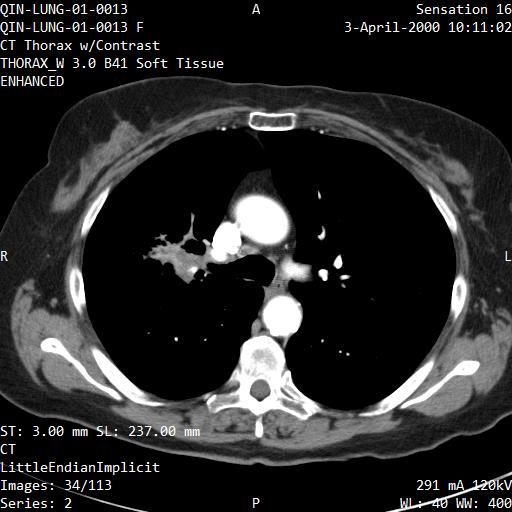 QIN-LUNG-01-0013
A
Sensation 16
QIN-LUNG-01-0013 F
3-April-2000 10:11:02
CT Thorax w/Contrast
THORAX_W 3.0 B41 Soft Tissue
ENHANCED
R
L
ST: 3.00 mm SL: 237.00 mm
CT
LittleEndianImplicit
Images: 34/113
291 mA 120kV
Series: 2
P
WL: 40 WW: 400